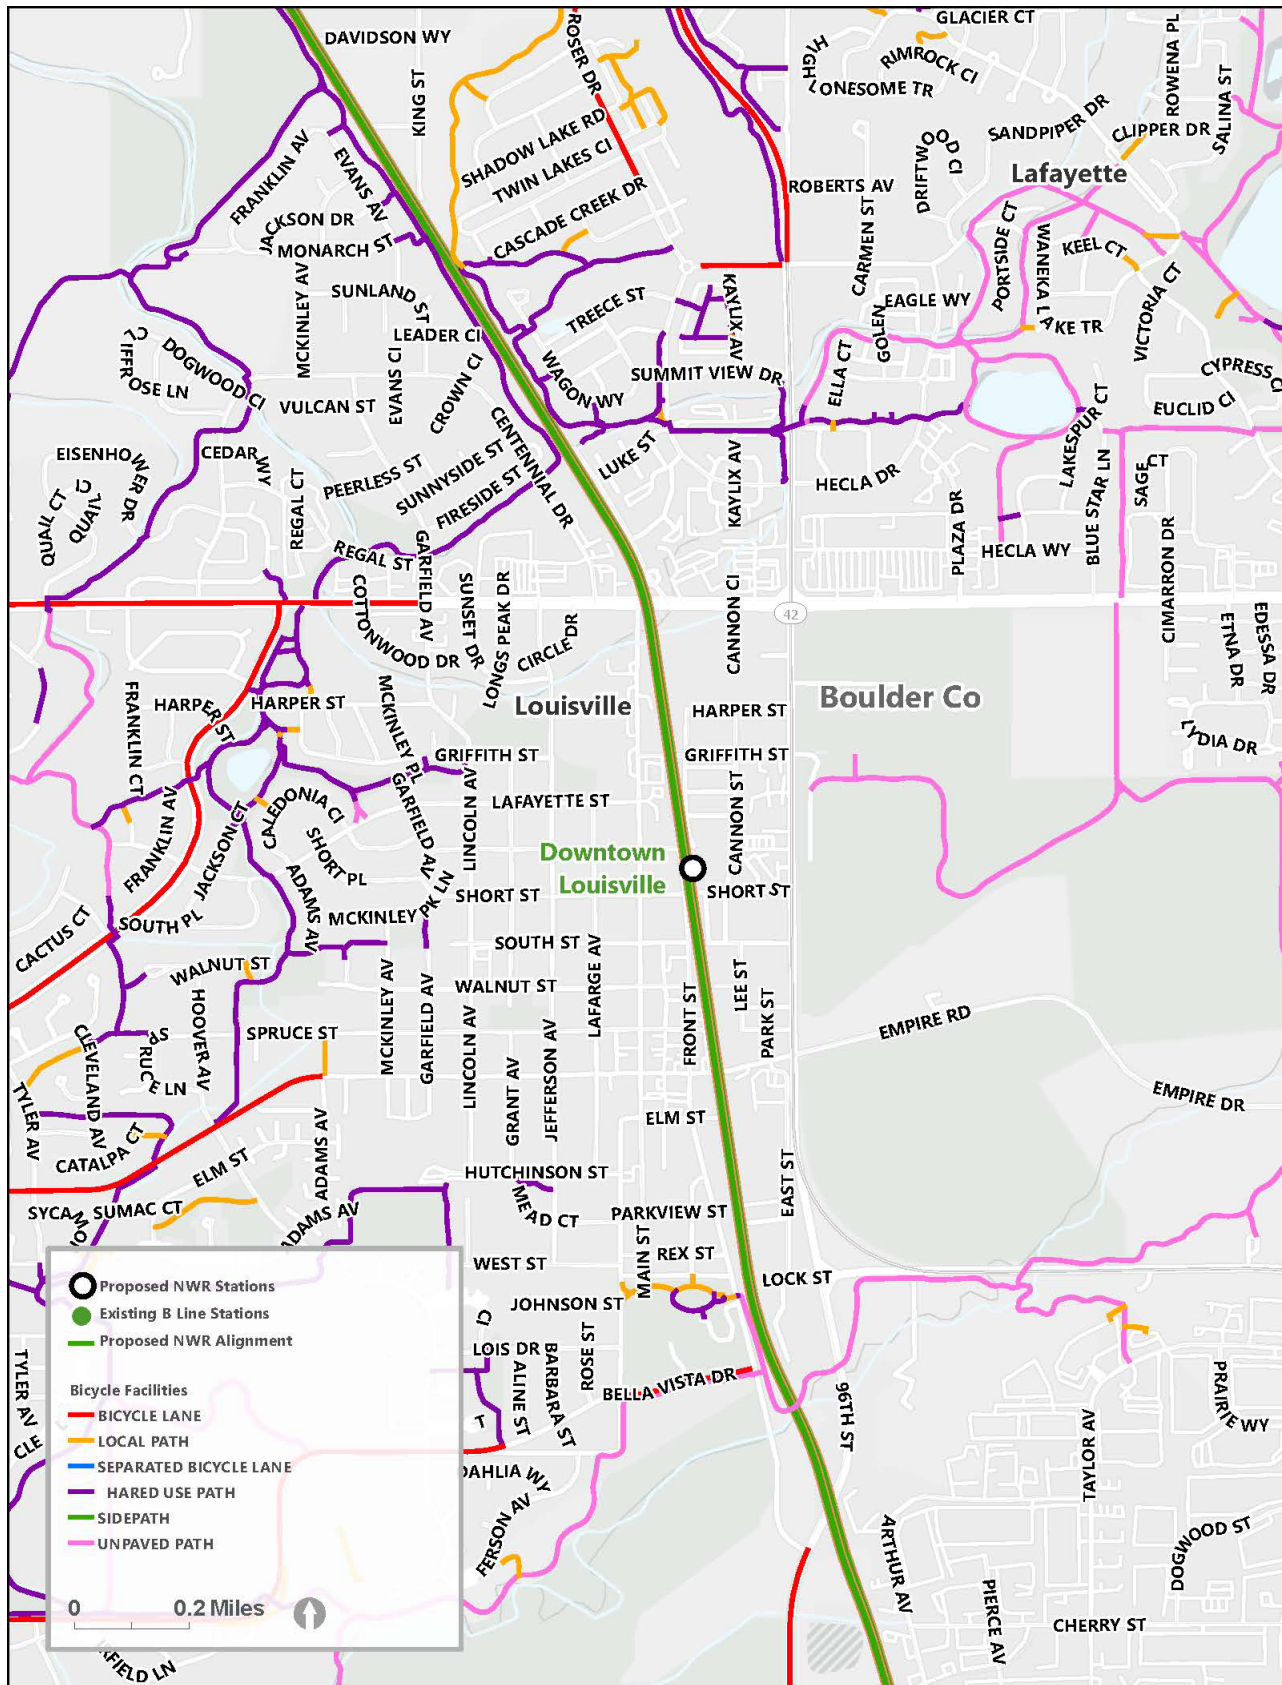 DAVIDSON WY
KING ST
ROSER DR
GLACIER CT
HIGH LONESOME TR
RIMROCK CI
ROWENA PL
SALINA ST
SANDPIPER DR
CLIPPER DR
DRIFTWOOD CI
Lafayette
SHADOW LAKE RD
TWIN LAKES CI
CASCADE CREEK DR
FRANKLIN AV
EVANS AV
JACKSON DR
MONARCH ST
ROBERTS AV
CARMEN ST
PORTSIDE CT
WANEKA LAKE TR
KEEL CT
VICTORIA CT
MCKINLEY AV
SUNLAND ST
LEADER CI
TREECE ST
KAYLIX AV
EAGLE WY
GOLEN
CYPRESS CI
EUCLID CI
CLIFFROSE LN
DOGWOOD CI
VULCAN ST
EVANS CI
CROWN CI
WAGON WY
SUMMIT VIEW DR
ELLA CT
LAKESPUR CT
EISENHOWER DR
CEDAR WY
REGAL CT
PEERLESS ST
SUNNYSIDE ST
FIRESIDE ST
CENTENNIAL DR
LUKE ST
KAYLIX AV
HECLA DR
PLAZA DR
BLUE STAR LN
SAGE CT
QUAIL CT
QUAIL CI
REGAL ST
GARFIELD AV
HECLA WY
CIMARRON DR
COTTONWOOD DR
SUNSET DR
LONGS PEAK DR
CIRCLE DR
CANNON CI
42
ETNA DR
EDESSA DR
LYDIA DR
FRANKLIN CT
HARPER ST
HARPER ST
MCKINLEY PL
Louisville
HARPER ST
Boulder Co
GRIFFITH ST
GRIFFITH ST
FRANKLIN AV
JACKSON CT
CALEDONIA CI
GARFIELD AV
LINCOLN AV
LAFAYETTE ST
CANNON ST
SHORT PL
Downtown
Louisville
CACTUS CT
SOUTH PL
ADAMS AV
MCKINLEY PK LN
SHORT ST
SHORT ST
WALNUT ST
SOUTH ST
LAFARGE AV
HOOVER AV
MCKINLEY AV
GARFIELD AV
WALNUT ST
FRONT ST
LEE ST
PARK ST
EMPIRE RD
CLEVELAND AV
SPRUCE LN
SPRUCE ST
LINCOLN AV
GRANT AV
JEFFERSON AV
TYLER AV
CATALPA CT
ELM ST
ADAMS AV
ELM ST
EMPIRE DR
HUTCHINSON ST
EAST ST
SYCAMO
SUMAC CT
ADAMS AV
MEAD CT
PARKVIEW ST
MAIN ST
REX ST
WEST ST
LOCK ST
JOHNSON ST
CI
LOIS DR
ALINE ST
BARBARA ST
ROSE ST
BELLA VISTA DR
96TH ST
PRAIRIE WY
TAYLOR AV
TYLER AV
CLE
T
DAHLIA WY
FERSON AV
ARTHUR AV
PIERCE AV
DOGWOOD ST
CHERRY ST
RFIELD LN
Proposed NWR Stations
Existing B Line Stations
Proposed NWR Alignment
Bicycle Facilities
BICYCLE LANE
LOCAL PATH
SEPARATED BICYCLE LANE
HARED USE PATH
SIDEPATH
UNPAVED PATH
0 0.2 Miles